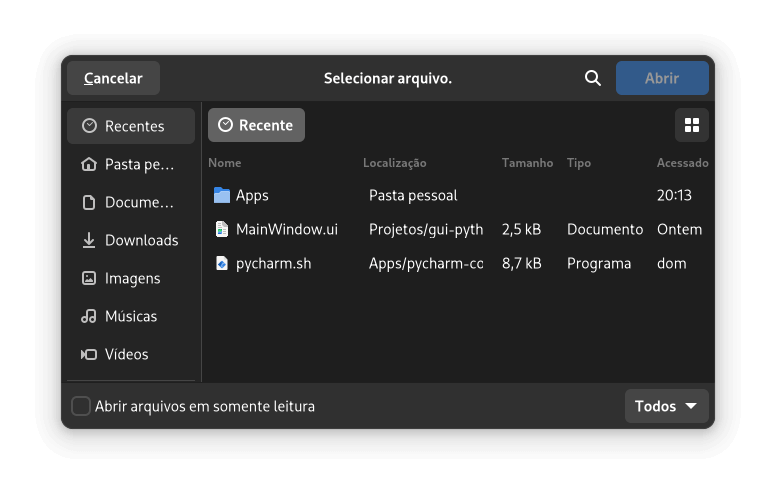 Cancelar Selecionar arquivo. Abrir
Recentes
Pasta pe...
Docume...
Downloads
Imagens
Músicas
Vídeos
Recente
Nome Localização Tamanho Tipo Acessado
Apps Pasta pessoal 20:13
MainWindow.ui Projetos/gui-pyth 2,5 kB Documento Ontem
pycharm.sh Apps/pycharm-co 8,7 kB Programa dom
Abrir arquivos em somente leitura Todos